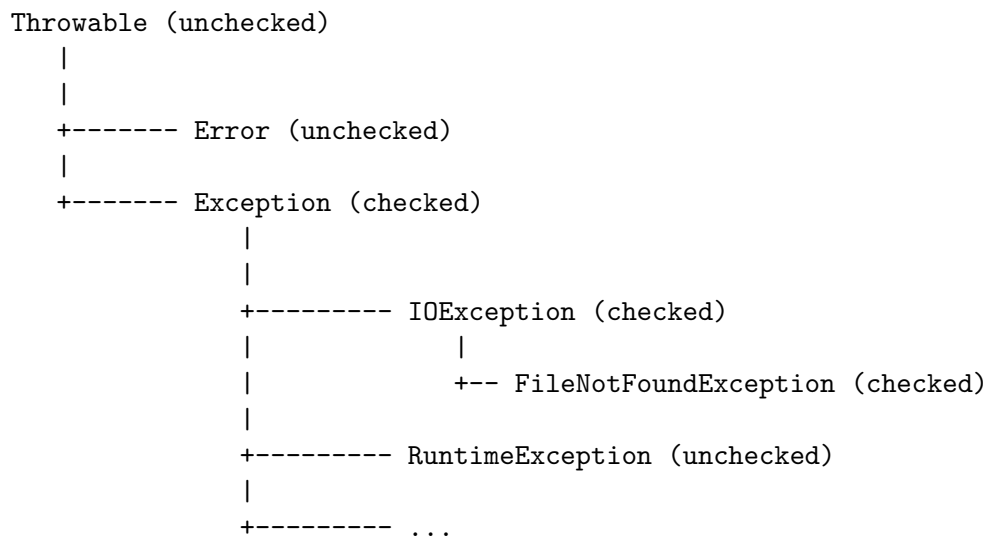 Throwable (unchecked)
|
|
+------- Error (unchecked)
|
+------- Exception (checked)
|
|
+--------- IOException (checked)
| |
| +-- FileNotFoundException (checked)
|
+--------- RuntimeException (unchecked)
|
+--------- ...